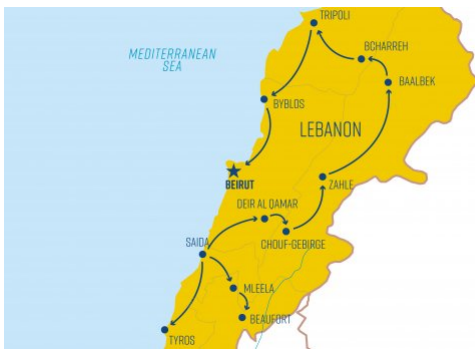 TRIPOLI
BCHARREH
MEDITERRANEAN
SEA
BAALBEK
BYBLOS
LEBANON
BEIRUT
ZAHLE
DEIR AL QAMAR
SAIDA
CHOUF-GEBIRGE
MLEELA
BEAUFORT
TYROS